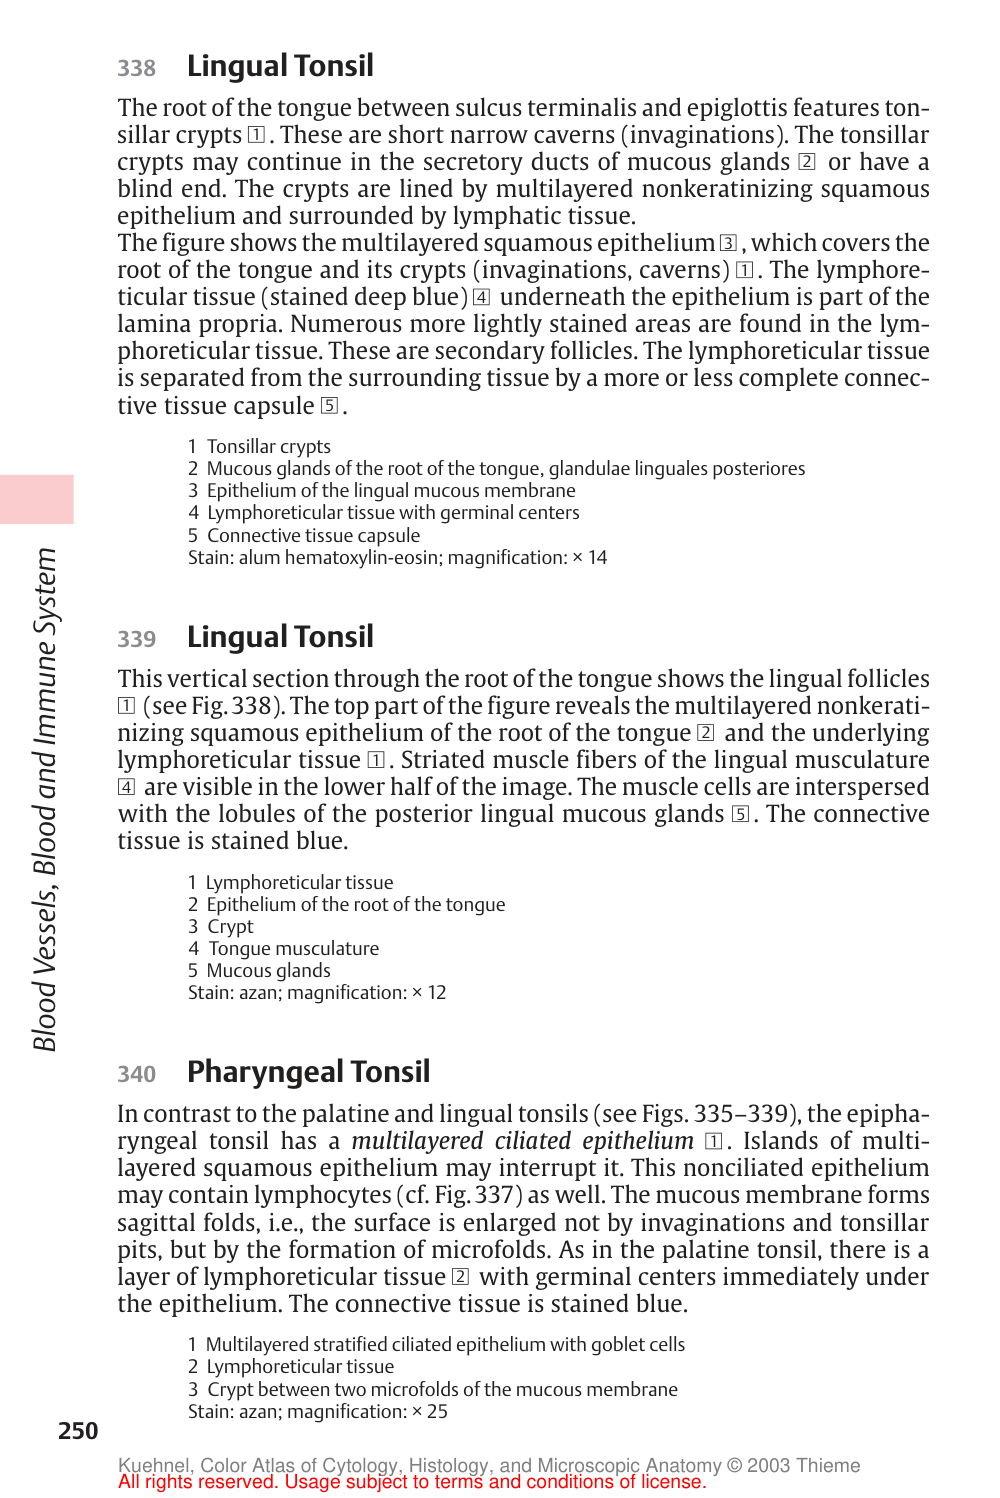 338 Lingual Tonsil
The root of the tongue between sulcus terminalis and epiglottis features ton-
sillar crypts 1. These are short narrow caverns (invaginations). The tonsillar
crypts may continue in the secretory ducts of mucous glands 2 or have a
blind end. The crypts are lined by multilayered nonkeratinizing squamous
epithelium and surrounded by lymphatic tissue.
The figure shows the multilayered squamous epithelium 3, which covers the
root of the tongue and its crypts (invaginations, caverns) 1. The lymphore-
ticular tissue (stained deep blue) 4 underneath the epithelium is part of the
lamina propria. Numerous more lightly stained areas are found in the lym-
phoreticular tissue. These are secondary follicles. The lymphoreticular tissue
is separated from the surrounding tissue by a more or less complete connec-
tive tissue capsule 5.
1 Tonsillar crypts
2 Mucous glands of the root of the tongue, glandulae linguales posteriores
3 Epithelium of the lingual mucous membrane
4 Lymphoreticular tissue with germinal centers
5 Connective tissue capsule
Stain: alum hematoxylin-eosin; magnification: × 14
339 Lingual Tonsil
This vertical section through the root of the tongue shows the lingual follicles
1 (see Fig. 338). The top part of the figure reveals the multilayered nonkerati-
nizing squamous epithelium of the root of the tongue 2 and the underlying
lymphoreticular tissue 1. Striated muscle fibers of the lingual musculature
4 are visible in the lower half of the image. The muscle cells are interspersed
with the lobules of the posterior lingual mucous glands 5. The connective
tissue is stained blue.
1 Lymphoreticular tissue
2 Epithelium of the root of the tongue
3 Crypt
4 Tongue musculature
5 Mucous glands
Stain: azan; magnification: × 12
340 Pharyngeal Tonsil
In contrast to the palatine and lingual tonsils (see Figs. 335–339), the epipha-
ryngeal tonsil has a multilayered ciliated epithelium 1. Islands of multi-
layered squamous epithelium may interrupt it. This nonciliated epithelium
may contain lymphocytes (cf. Fig. 337) as well. The mucous membrane forms
sagittal folds, i.e., the surface is enlarged not by invaginations and tonsillar
pits, but by the formation of microfolds. As in the palatine tonsil, there is a
layer of lymphoreticular tissue 2 with germinal centers immediately under
the epithelium. The connective tissue is stained blue.
1 Multilayered stratified ciliated epithelium with goblet cells
2 Lymphoreticular tissue
3 Crypt between two microfolds of the mucous membrane
Stain: azan; magnification: × 25
Blood Vessels, Blood and Immune System
250
Kuehnel, Color Atlas of Cytology, Histology, and Microscopic Anatomy © 2003 Thieme
All rights reserved. Usage subject to terms and conditions of license.